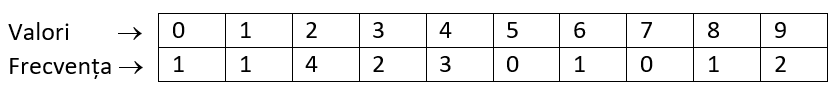 Valori → 0 1 2 3 4 5 6 7 8 9
Frecvența → 1 1 4 2 3 0 1 0 1 2